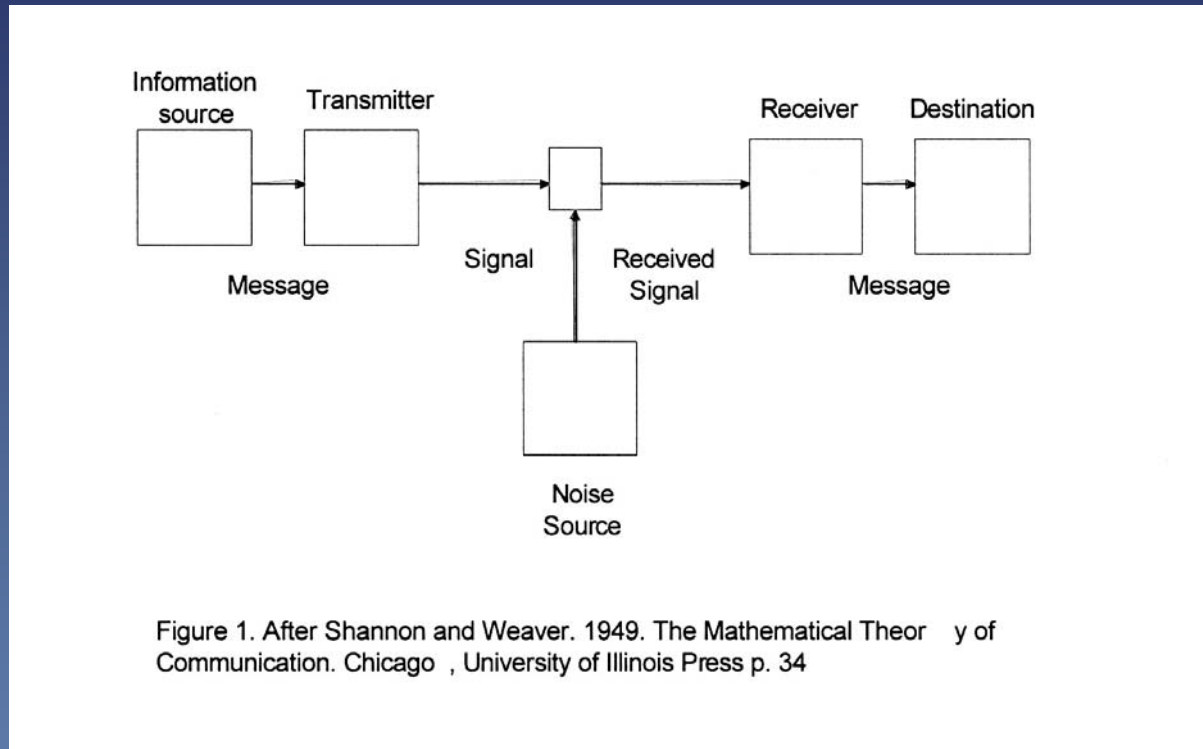 Information
source
Transmitter
Receiver
Destination
Signal
Received
Signal
Message
Message
Noise
Source
Figure 1. After Shannon and Weaver. 1949. The Mathematical Theor y of
Communication. Chicago , University of Illinois Press p. 34